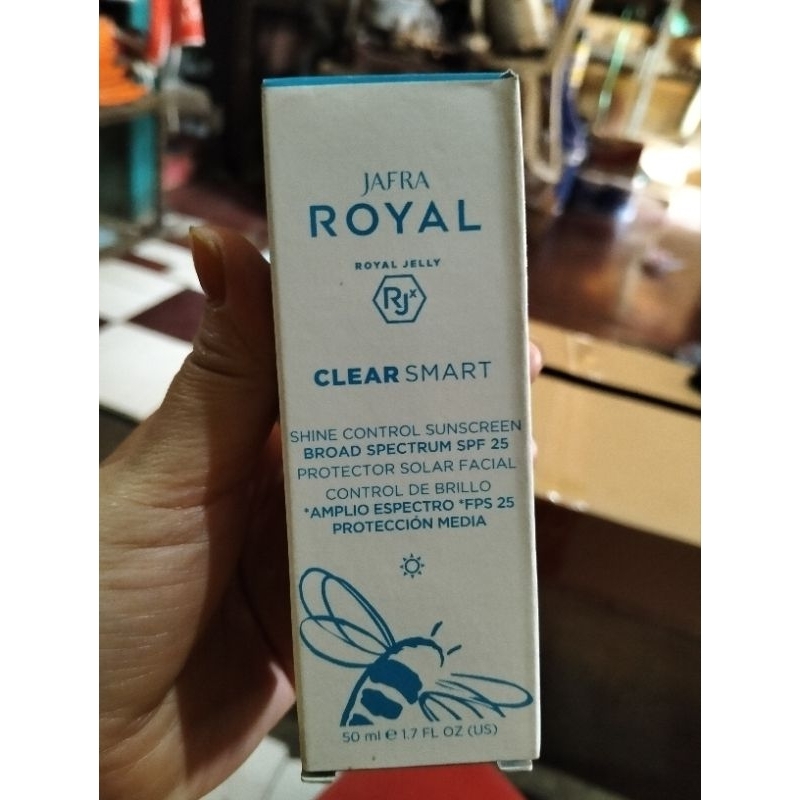 JAFRA
ROYAL
ROYAL JELLY
RJx
CLEAR SMART
SHINE CONTROL SUNSCREEN
BROAD SPECTRUM SPF 25
PROTECTOR SOLAR FACIAL
CONTROL DE BRILLO
*AMPLIO ESPECTRO *FPS 25
PROTECCIÓN MEDIA
50 ml e 1.7 FL OZ (US)